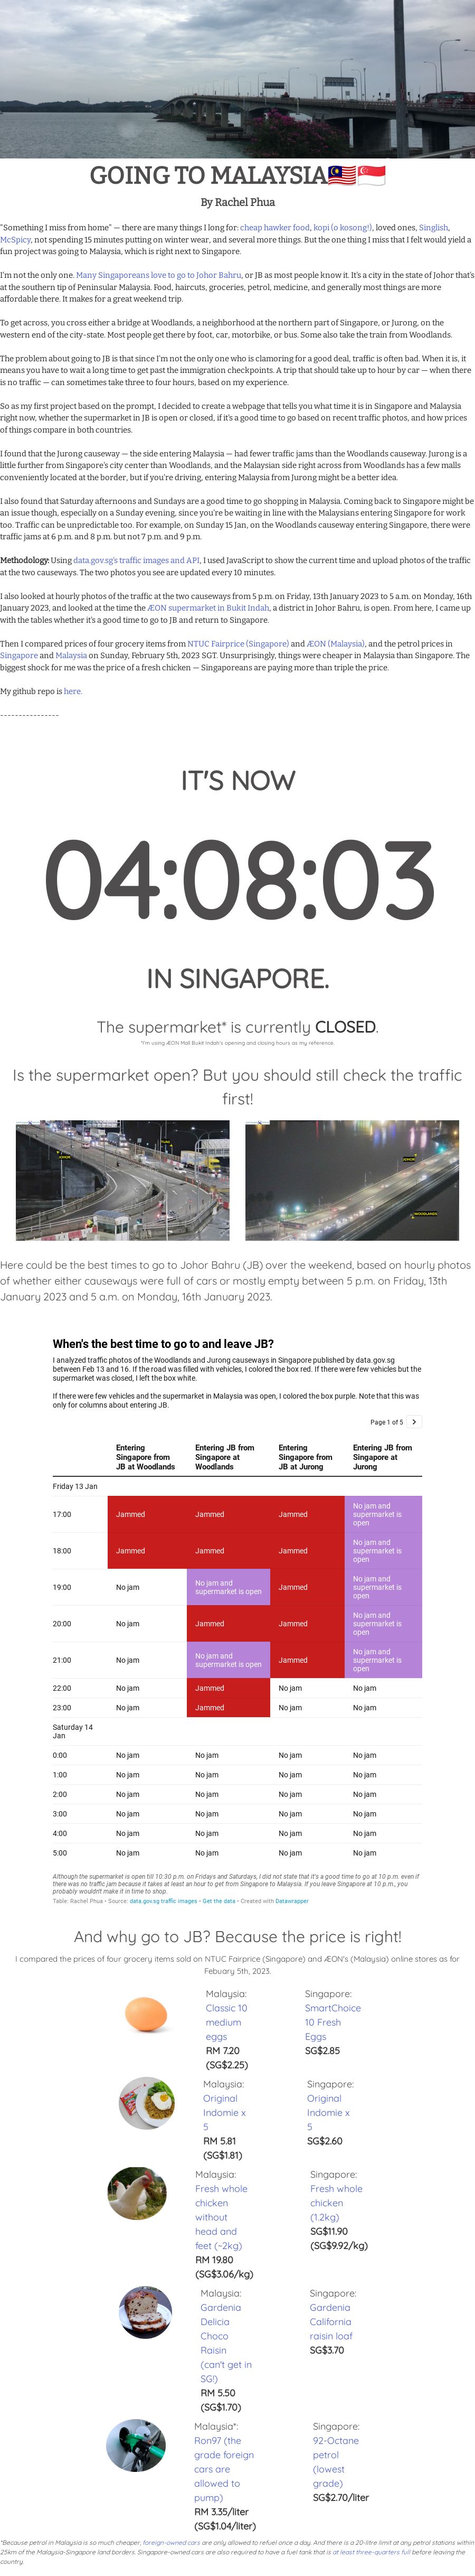 GOING TO MALAYSIA🇲🇾🇸🇬
By Rachel Phua
"Something I miss from home" — there are many things I long for: cheap hawker food, kopi (o kosong!), loved ones, Singlish,
McSpicy, not spending 15 minutes putting on winter wear, and several more things. But the one thing I miss that I felt would yield a
fun project was going to Malaysia, which is right next to Singapore.
I'm not the only one. Many Singaporeans love to go to Johor Bahru, or JB as most people know it. It's a city in the state of Johor that's
at the southern tip of Peninsular Malaysia. Food, haircuts, groceries, petrol, medicine, and generally most things are more
affordable there. It makes for a great weekend trip.
To get across, you cross either a bridge at Woodlands, a neighborhood at the northern part of Singapore, or Jurong, on the
western end of the city-state. Most people get there by foot, car, motorbike, or bus. Some also take the train from Woodlands.
The problem about going to JB is that since I'm not the only one who is clamoring for a good deal, traffic is often bad. When it is, it
means you have to wait a long time to get past the immigration checkpoints. A trip that should take up to hour by car — when there
is no traffic — can sometimes take three to four hours, based on my experience.
So as my first project based on the prompt, I decided to create a webpage that tells you what time it is in Singapore and Malaysia
right now, whether the supermarket in JB is open or closed, if it's a good time to go based on recent traffic photos, and how prices
of things compare in both countries.
I found that the Jurong causeway — the side entering Malaysia — had fewer traffic jams than the Woodlands causeway. Jurong is a
little further from Singapore's city center than Woodlands, and the Malaysian side right across from Woodlands has a few malls
conveniently located at the border, but if you're driving, entering Malaysia from Jurong might be a better idea.
I also found that Saturday afternoons and Sundays are a good time to go shopping in Malaysia. Coming back to Singapore might be
an issue though, especially on a Sunday evening, since you're be waiting in line with the Malaysians entering Singapore for work
too. Traffic can be unpredictable too. For example, on Sunday 15 Jan, on the Woodlands causeway entering Singapore, there were
traffic jams at 6 p.m. and 8 p.m. but not 7 p.m. and 9 p.m.
Methodology: Using data.gov.sg's traffic images and API, I used JavaScript to show the current time and upload photos of the traffic
at the two causeways. The two photos you see are updated every 10 minutes.
I also looked at hourly photos of the traffic at the two causeways from 5 p.m. on Friday, 13th January 2023 to 5 a.m. on Monday, 16th
January 2023, and looked at the time the ÆON supermarket in Bukit Indah, a district in Johor Bahru, is open. From here, I came up
with the tables whether it's a good time to go to JB and return to Singapore.
Then I compared prices of four grocery items from NTUC Fairprice (Singapore) and ÆON (Malaysia), and the petrol prices in
Singapore and Malaysia on Sunday, February 5th, 2023 SGT. Unsurprisingly, things were cheaper in Malaysia than Singapore. The
biggest shock for me was the price of a fresh chicken — Singaporeans are paying more than triple the price.
My github repo is here.
----------------
IT'S NOW
04:08:03
IN SINGAPORE.
The supermarket* is currently CLOSED.
*I'm using ÆON Mall Bukit Indah's opening and closing hours as my reference.
Is the supermarket open? But you should still check the traffic
first!
JOHOR
WOODLANDS
Here could be the best times to go to Johor Bahru (JB) over the weekend, based on hourly photos
of whether either causeways were full of cars or mostly empty between 5 p.m. on Friday, 13th
January 2023 and 5 a.m. on Monday, 16th January 2023.
When's the best time to go to and leave JB?
I analyzed traffic photos of the Woodlands and Jurong causeways in Singapore published by data.gov.sg
between Feb 13 and 16. If the road was filled with vehicles, I colored the box red. If there were few vehicles but the
supermarket was closed, I left the box white.
If there were few vehicles and the supermarket in Malaysia was open, I colored the box purple. Note that this was
only for columns about entering JB.
Page 1 of 5 >
Entering Singapore from JB at Woodlands
Entering JB from Singapore at Woodlands
Entering Singapore from JB at Jurong
Entering JB from Singapore at Jurong
Friday 13 Jan
17:00 Jammed Jammed Jammed No jam and supermarket is open
18:00 Jammed Jammed Jammed No jam and supermarket is open
19:00 No jam No jam and supermarket is open Jammed No jam and supermarket is open
20:00 No jam Jammed Jammed No jam and supermarket is open
21:00 No jam No jam and supermarket is open Jammed No jam and supermarket is open
22:00 No jam Jammed No jam No jam
23:00 No jam Jammed No jam No jam
Saturday 14
Jan
0:00 No jam No jam No jam No jam
1:00 No jam No jam No jam No jam
2:00 No jam No jam No jam No jam
3:00 No jam No jam No jam No jam
4:00 No jam No jam No jam No jam
5:00 No jam No jam No jam No jam
Although the supermarket is open till 10:30 p.m. on Fridays and Saturdays, I did not state that it's a good time to go at 10 p.m. even if
there was no traffic jam because it takes at least an hour to get from Singapore to Malaysia. If you leave Singapore at 10 p.m., you
probably wouldn't make it in time to shop.
Table: Rachel Phua • Source: data.gov.sg traffic images • Get the data • Created with Datawrapper
And why go to JB? Because the price is right!
I compared the prices of four grocery items sold on NTUC Fairprice (Singapore) and ÆON's (Malaysia) online stores as for
Febuary 5th, 2023.
Malaysia:
Classic 10
medium
eggs
RM 7.20
(SG$2.25)
Singapore:
SmartChoice
10 Fresh
Eggs
SG$2.85
Malaysia:
Original
Indomie x
5
RM 5.81
(SG$1.81)
Singapore:
Original
Indomie x
5
SG$2.60
Malaysia:
Fresh whole
chicken
without
head and
feet (~2kg)
RM 19.80
(SG$3.06/kg)
Singapore:
Fresh whole
chicken
(1.2kg)
SG$11.90
(SG$9.92/kg)
Malaysia:
Gardenia
Delicia
Choco
Raisin
(can't get in
SG!)
RM 5.50
(SG$1.70)
Singapore:
Gardenia
California
raisin loaf
SG$3.70
Malaysia*:
Ron97 (the
grade foreign
cars are
allowed to
pump)
RM 3.35/liter
(SG$1.04/liter)
Singapore:
92-Octane
petrol
(lowest
grade)
SG$2.70/liter
*Because petrol in Malaysia is so much cheaper, foreign-owned cars are only allowed to refuel once a day. And there is a 20-litre limit at any petrol stations within
25km of the Malaysia-Singapore land borders. Singapore-owned cars are also required to have a fuel tank that is at least three-quarters full before leaving the
country.